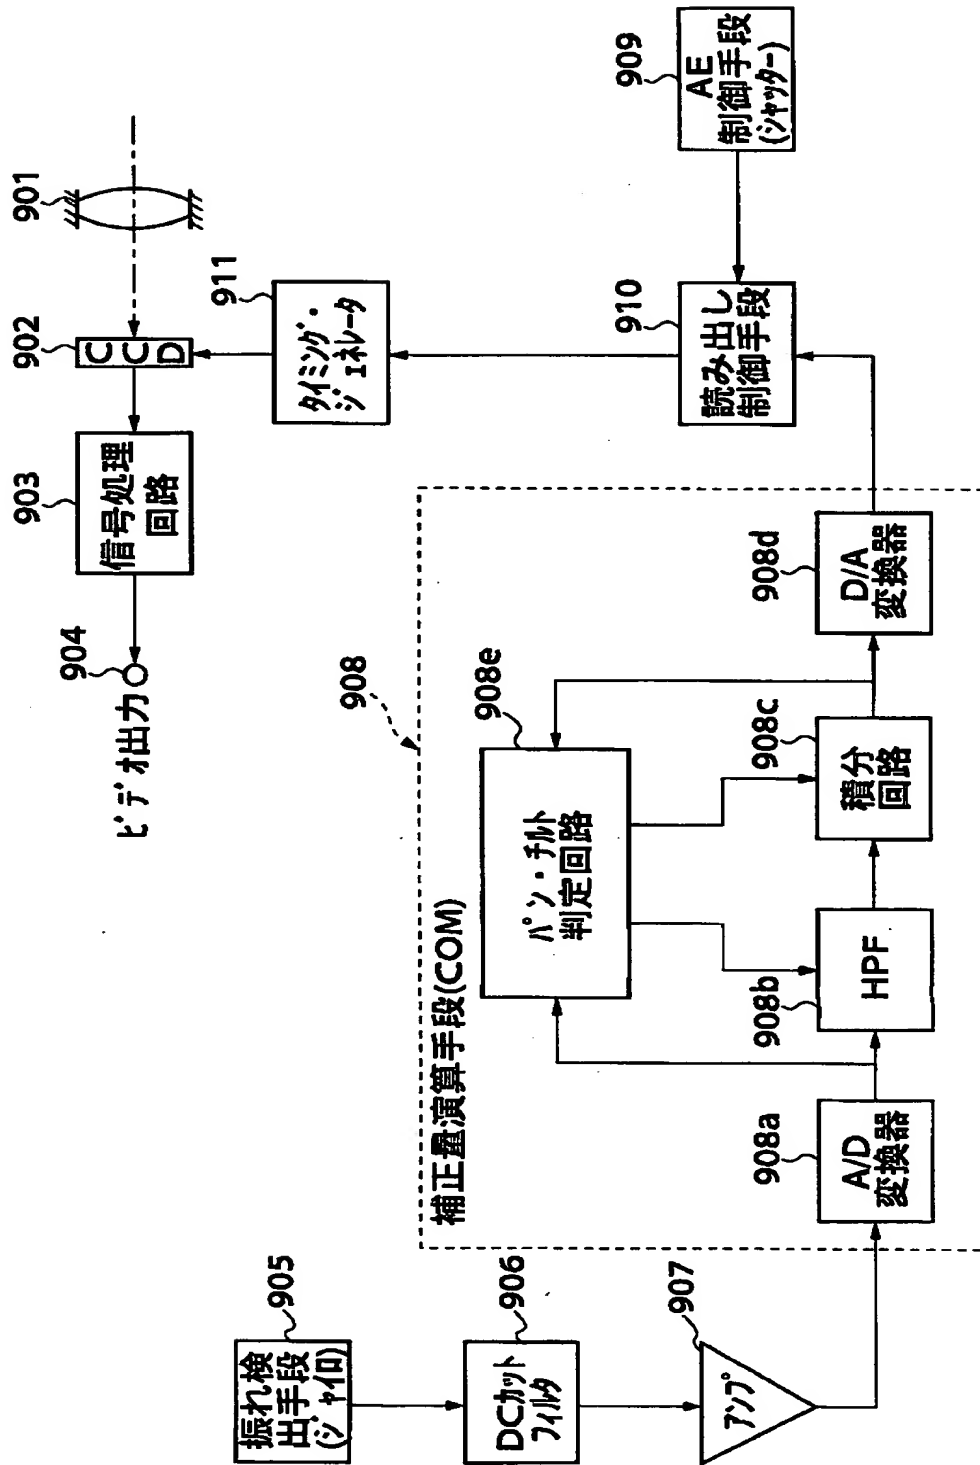 901
902
CCD
903
信号処理
回路
904
ビデオ出力
911
タイミング・
ジェネレータ
909
AE
制御手段
(シャッター)
910
読み出し
制御手段
905
振れ検
出手段
(ジャイロ)
906
DCカット
フィルタ
907
アンプ
908
補正量演算手段(COM)
908e
パン・チルト
判定回路
908a
A/D
変換器
908b
HPF
908c
積分
回路
908d
D/A
変換器